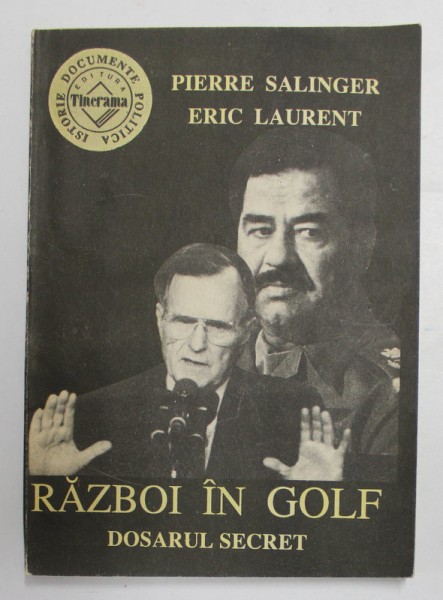 ISTORIE DOCUMENTE POLITICA
EDITURA
Tinerama
PIERRE SALINGER
ERIC LAURENT
RĂZBOI ÎN GOLF
DOSARUL SECRET